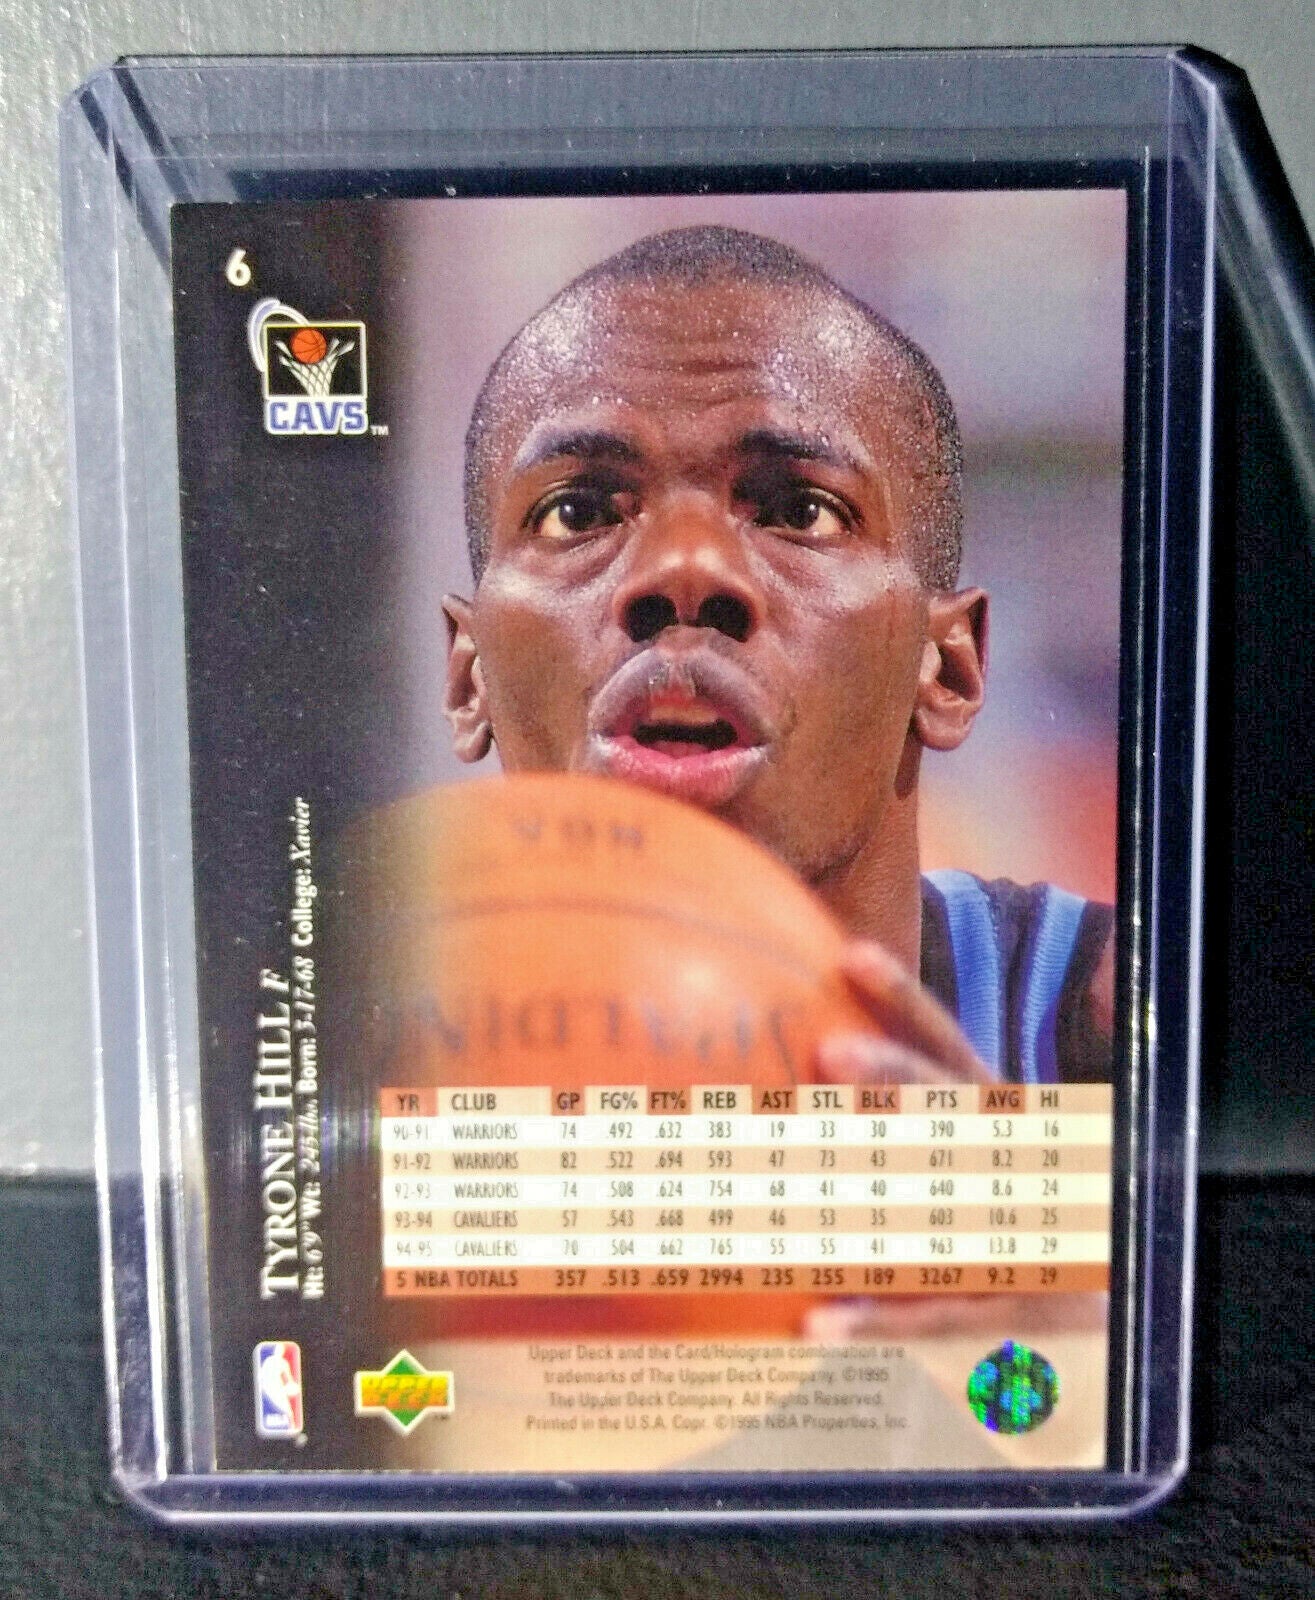 6
CAVS™
TYRONE HILL F
Ht: 6'9" Wt: 245 lbs. Born: 3-17-68 College: Xavier
SPALDING
YR CLUB GP FG% FT% REB AST STL BLK PTS AVG HI
90-91 WARRIORS 74 .492 .632 383 19 33 30 390 5.3 16
91-92 WARRIORS 82 .522 .694 593 47 73 43 671 8.2 20
92-93 WARRIORS 74 .508 .624 754 68 41 40 640 8.6 24
93-94 CAVALIERS 57 .543 .668 499 46 53 35 603 10.6 25
94-95 CAVALIERS 70 .504 .662 765 55 55 41 963 13.8 29
5 NBA TOTALS 357 .513 .659 2994 235 255 189 3267 9.2 29
NBA
UPPER DECK
Upper Deck and the Card/Hologram combination are
trademarks of The Upper Deck Company. ©1995
The Upper Deck Company. All Rights Reserved.
Printed in the U.S.A. Copr. ©1995 NBA Properties, Inc.